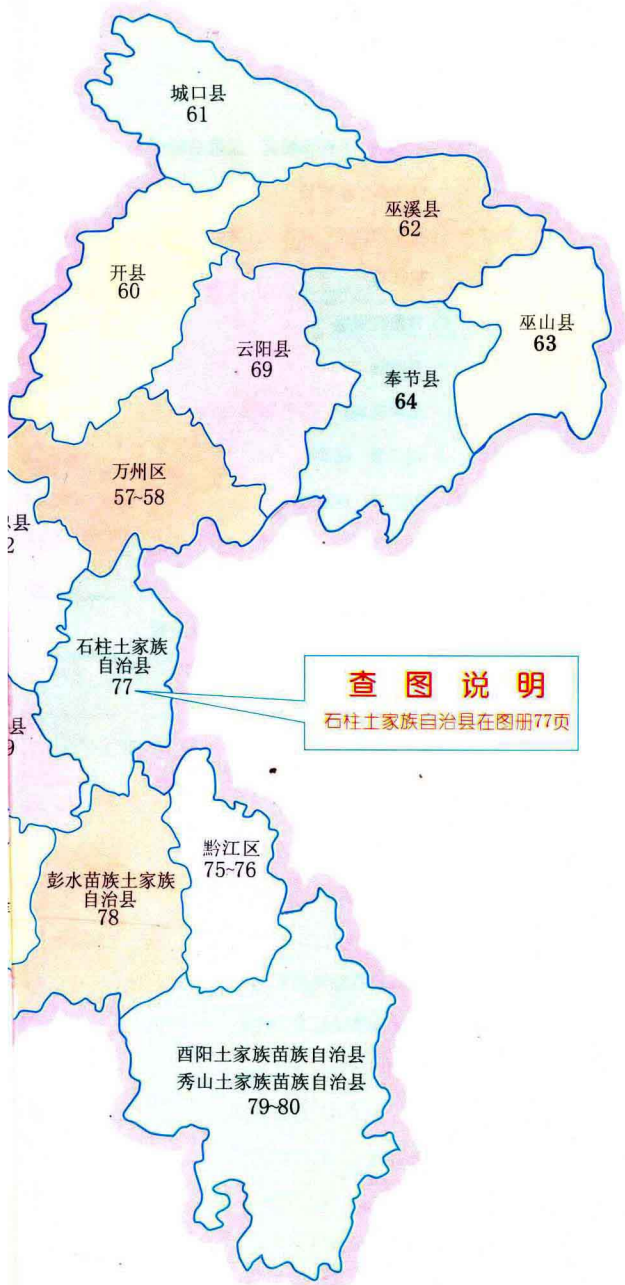 城口县
61
巫溪县
62
开县
60
巫山县
63
云阳县
69
奉节县
64
万州区
57~58
县
2
石柱土家族
自治县
77
查图说明
石柱土家族自治县在图册77页
县
9
黔江区
75~76
彭水苗族土家族
自治县
78
酉阳土家族苗族自治县
秀山土家族苗族自治县
79~80